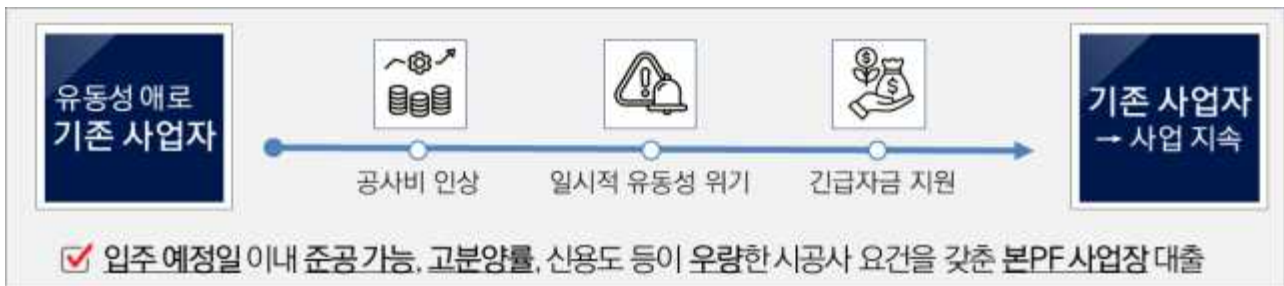 유동성 애로
기존 사업자
공사비 인상
일시적 유동성 위기
긴급자금 지원
기존 사업자
→ 사업 지속
입주 예정일 이내 준공 가능, 고분양률, 신용도 등이 우량한 시공사 요건을 갖춘 본PF 사업장 대출